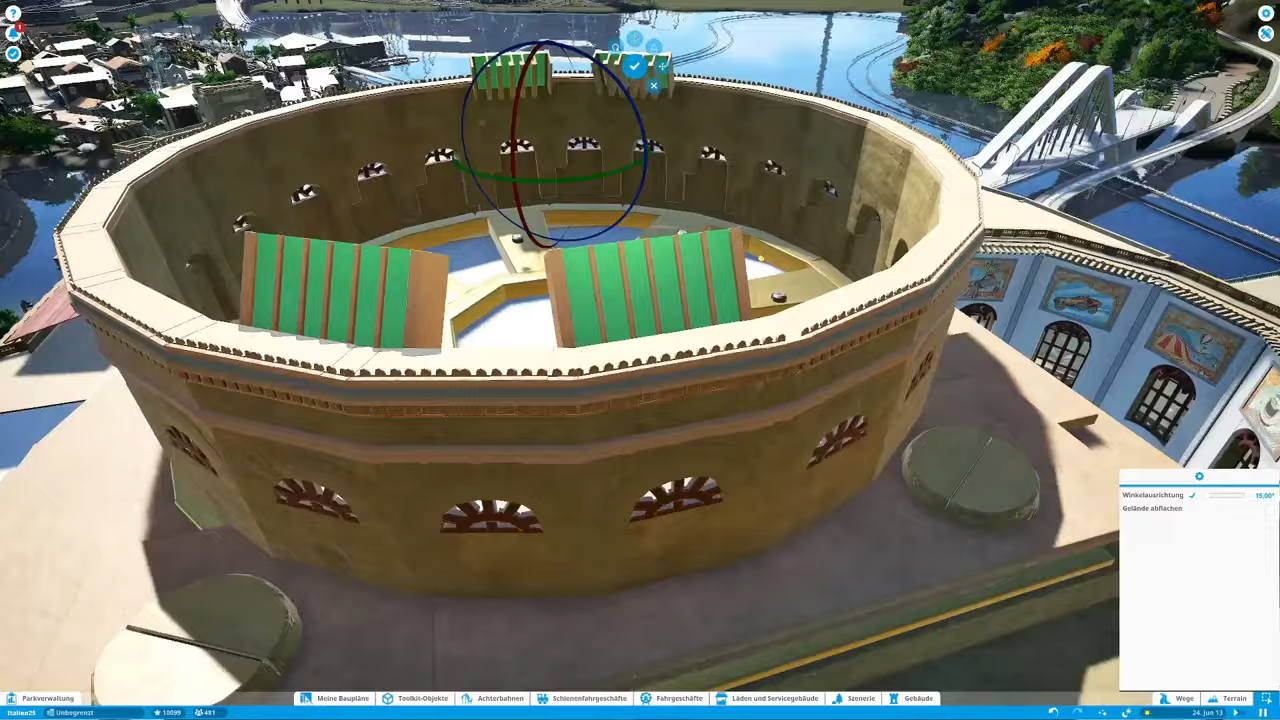 ?
1
Winkelausrichtung
15,00°
Gelände abflachen
Parkverwaltung
Meine Baupläne
Toolkit-Objekte
Achterbahnen
Schienenfahrgeschäfte
Fahrgeschäfte
Läden und Servicegebäude
Szenerie
Gebäude
Wege
Terrain
Italien25
Unbegrenzt
10099
481
24. Jun 13